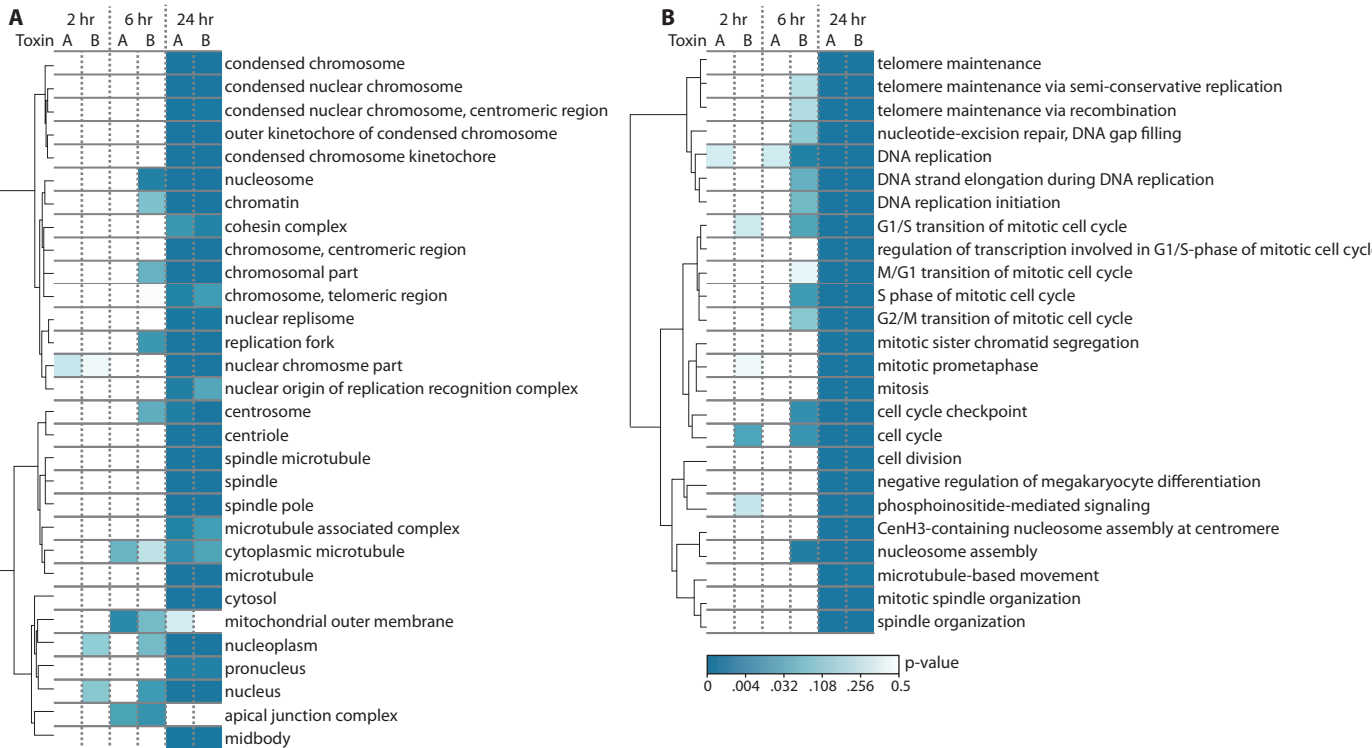 A
2 hr 6 hr 24 hr
Toxin A B A B A B
condensed chromosome
condensed nuclear chromosome
condensed nuclear chromosome, centromeric region
outer kinetochore of condensed chromosome
condensed chromosome kinetochore
nucleosome
chromatin
cohesin complex
chromosome, centromeric region
chromosomal part
chromosome, telomeric region
nuclear replisome
replication fork
nuclear chromosme part
nuclear origin of replication recognition complex
centrosome
centriole
spindle microtubule
spindle
spindle pole
microtubule associated complex
cytoplasmic microtubule
microtubule
cytosol
mitochondrial outer membrane
nucleoplasm
pronucleus
nucleus
apical junction complex
midbody
B
2 hr 6 hr 24 hr
Toxin A B A B A B
telomere maintenance
telomere maintenance via semi-conservative replication
telomere maintenance via recombination
nucleotide-excision repair, DNA gap filling
DNA replication
DNA strand elongation during DNA replication
DNA replication initiation
G1/S transition of mitotic cell cycle
regulation of transcription involved in G1/S-phase of mitotic cell cycl
M/G1 transition of mitotic cell cycle
S phase of mitotic cell cycle
G2/M transition of mitotic cell cycle
mitotic sister chromatid segregation
mitotic prometaphase
mitosis
cell cycle checkpoint
cell cycle
cell division
negative regulation of megakaryocyte differentiation
phosphoinositide-mediated signaling
CenH3-containing nucleosome assembly at centromere
nucleosome assembly
microtubule-based movement
mitotic spindle organization
spindle organization
p-value
0 .004 .032 .108 .256 0.5